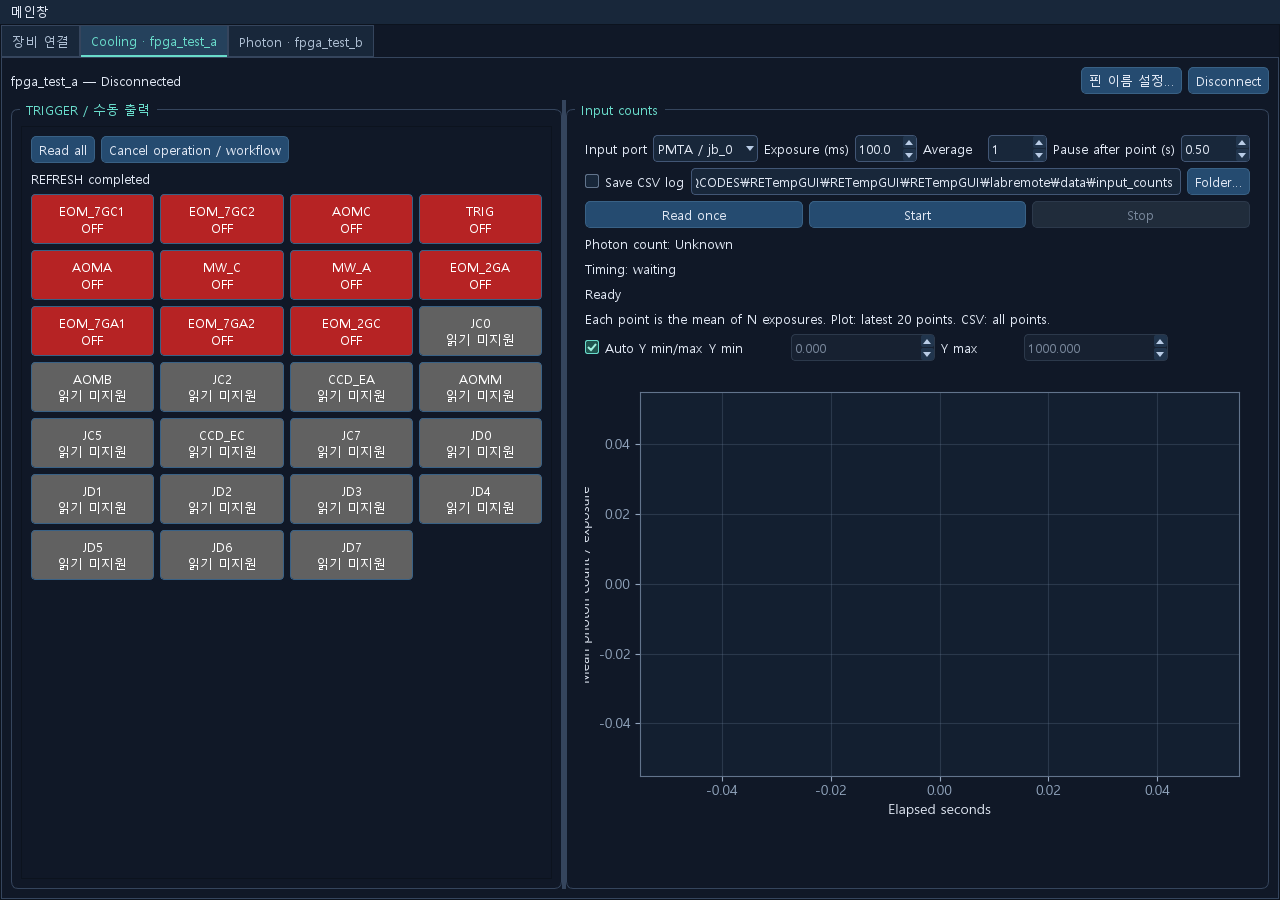 메인창
장비 연결
Cooling · fpga_test_a
Photon · fpga_test_b
fpga_test_a — Disconnected
핀 이름 설정...
Disconnect
TRIGGER / 수동 출력
Read all
Cancel operation / workflow
REFRESH completed
EOM_7GC1
OFF
EOM_7GC2
OFF
AOMC
OFF
TRIG
OFF
AOMA
OFF
MW_C
OFF
MW_A
OFF
EOM_2GA
OFF
EOM_7GA1
OFF
EOM_7GA2
OFF
EOM_2GC
OFF
JC0
읽기 미지원
AOMB
읽기 미지원
JC2
읽기 미지원
CCD_EA
읽기 미지원
AOMM
읽기 미지원
JC5
읽기 미지원
CCD_EC
읽기 미지원
JC7
읽기 미지원
JD0
읽기 미지원
JD1
읽기 미지원
JD2
읽기 미지원
JD3
읽기 미지원
JD4
읽기 미지원
JD5
읽기 미지원
JD6
읽기 미지원
JD7
읽기 미지원
Input counts
Input port PMTA / jb_0 Exposure (ms) 100.0 Average 1 Pause after point (s) 0.50
Save CSV log CODES₩RETempGUI₩RETempGUI₩RETempGUI₩labremote₩data₩input_counts Folder...
Read once
Start
Stop
Photon count: Unknown
Timing: waiting
Ready
Each point is the mean of N exposures. Plot: latest 20 points. CSV: all points.
Auto Y min/max Y min 0.000 Y max 1000.000
Mean photon count / exposure
0.04
0.02
0.00
-0.02
-0.04
-0.04 -0.02 0.00 0.02 0.04
Elapsed seconds